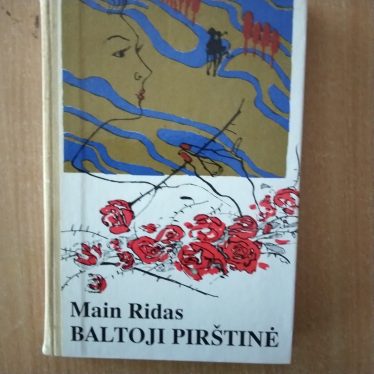 Main Ridas
BALTOJI PIRŠTINĖ